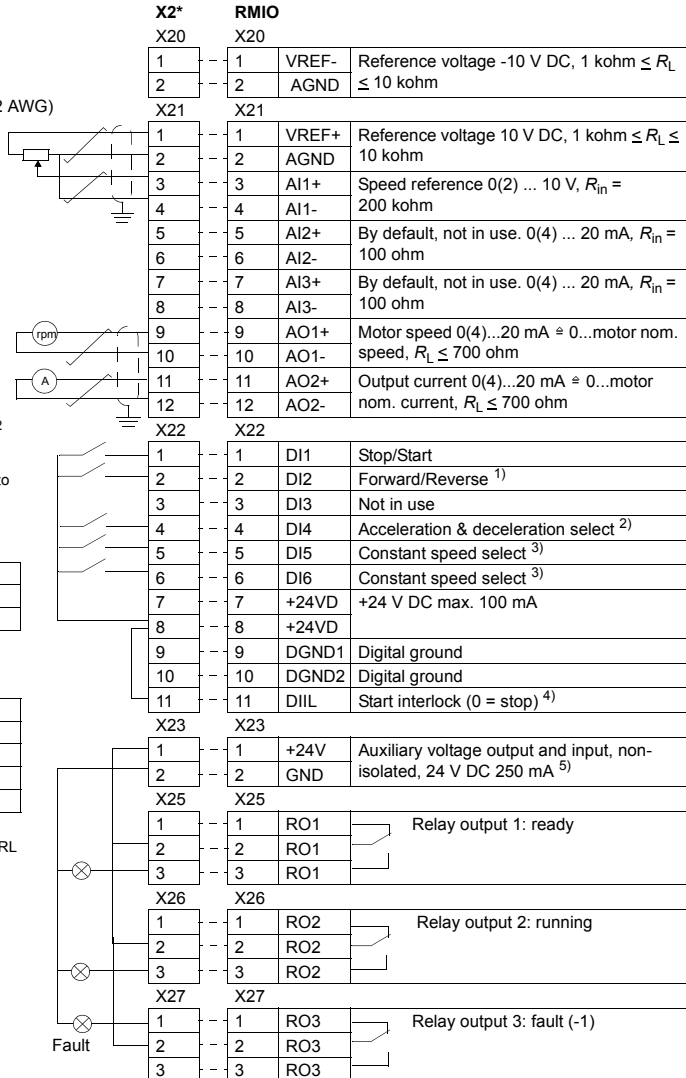 X2* RMIO
X20 X20
1 1 VREF- Reference voltage -10 V DC, 1 kohm ≤ RL
2 2 AGND ≤ 10 kohm
2 AWG)
X21 X21
1 1 VREF+ Reference voltage 10 V DC, 1 kohm ≤ RL ≤
2 2 AGND 10 kohm
3 3 AI1+ Speed reference 0(2) ... 10 V, Rin =
4 4 AI1- 200 kohm
5 5 AI2+ By default, not in use. 0(4) ... 20 mA, Rin =
6 6 AI2- 100 ohm
7 7 AI3+ By default, not in use. 0(4) ... 20 mA, Rin =
8 8 AI3- 100 ohm
rpm 9 9 AO1+ Motor speed 0(4)...20 mA ≙ 0...motor nom.
10 10 AO1- speed, RL ≤ 700 ohm
A 11 11 AO2+ Output current 0(4)...20 mA ≙ 0...motor
12 12 AO2- nom. current, RL ≤ 700 ohm
2
X22 X22
1 1 DI1 Stop/Start
to 2 2 DI2 Forward/Reverse 1)
3 3 DI3 Not in use
4 4 DI4 Acceleration & deceleration select 2)
5 5 DI5 Constant speed select 3)
6 6 DI6 Constant speed select 3)
7 7 +24VD +24 V DC max. 100 mA
8 8 +24VD
9 9 DGND1 Digital ground
10 10 DGND2 Digital ground
11 11 DIIL Start interlock (0 = stop) 4)
X23 X23
1 1 +24V Auxiliary voltage output and input, non-
2 2 GND isolated, 24 V DC 250 mA 5)
X25 X25
1 1 RO1 Relay output 1: ready
RL 2 2 RO1
3 3 RO1
X26 X26
1 1 RO2 Relay output 2: running
2 2 RO2
3 3 RO2
X27 X27
1 1 RO3 Relay output 3: fault (-1)
Fault 2 2 RO3
3 3 RO3